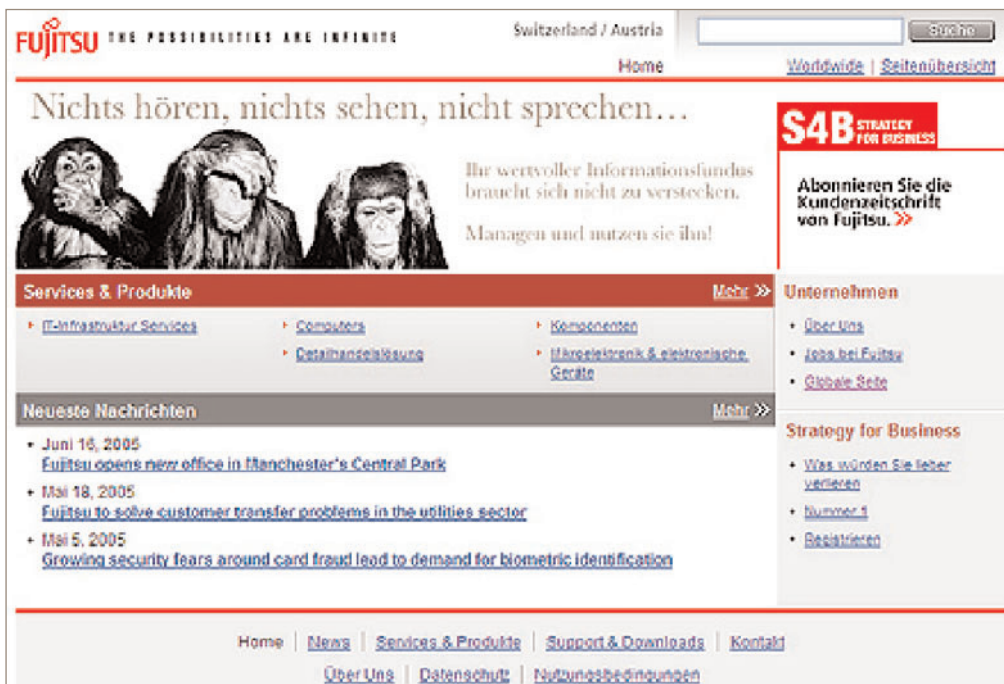 FUJITSU THE POSSIBILITIES ARE INFINITE
Switzerland / Austria
Suche
Home
Worldwide | Seitenübersicht
Nichts hören, nichts sehen, nicht sprechen...
Ihr wertvoller Informationsfundus
braucht sich nicht zu verstecken.
Managen und nutzen sie ihn!
S4B STRATEGY
FOR BUSINESS
Abonnieren Sie die
Kundenzeitschrift
von Fujitsu. »
Services & Produkte
Mehr »
IT-Infrastruktur Services
Computers
Detailhandelslösung
Komponenten
Mikroelektronik & elektronische,
Geräte
Neueste Nachrichten
Mehr »
• Juni 16, 2005
Fujitsu opens new office in Manchester's Central Park
• Mai 18, 2005
Fujitsu to solve customer transfer problems in the utilities sector
• Mai 5, 2005
Growing security fears around card fraud lead to demand for biometric identification
Unternehmen
• Über Uns
• Jobs bei Fujitsu
• Globale Seite
Strategy for Business
• Was würden Sie lieber
verlieren
• Nummer 1
• Registrieren
Home | News | Services & Produkte | Support & Downloads | Kontakt
Über Uns | Datenschutz | Nutzungsbedingungen